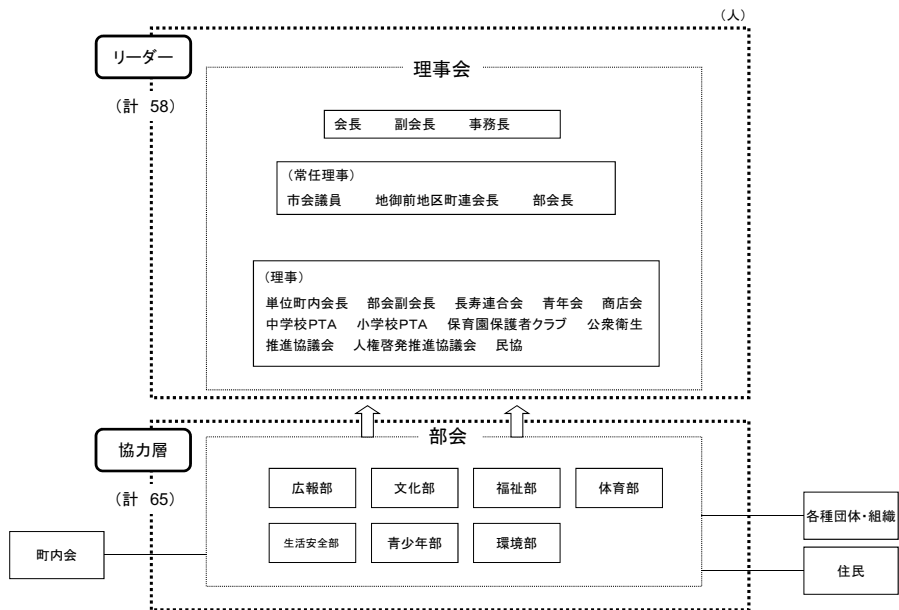 （人）
リーダー
（計 58）
理事会
会長 副会長 事務長
（常任理事）
市会議員 地御前地区町連会長 部会長
（理事）
単位町内会長 部会副会長 長寿連合会 青年会 商店会
中学校PTA 小学校PTA 保育園保護者クラブ 公衆衛生
推進協議会 人権啓発推進協議会 民協
協力層
（計 65）
部会
広報部 文化部 福祉部 体育部
生活安全部 青少年部 環境部
町内会
各種団体・組織
住民